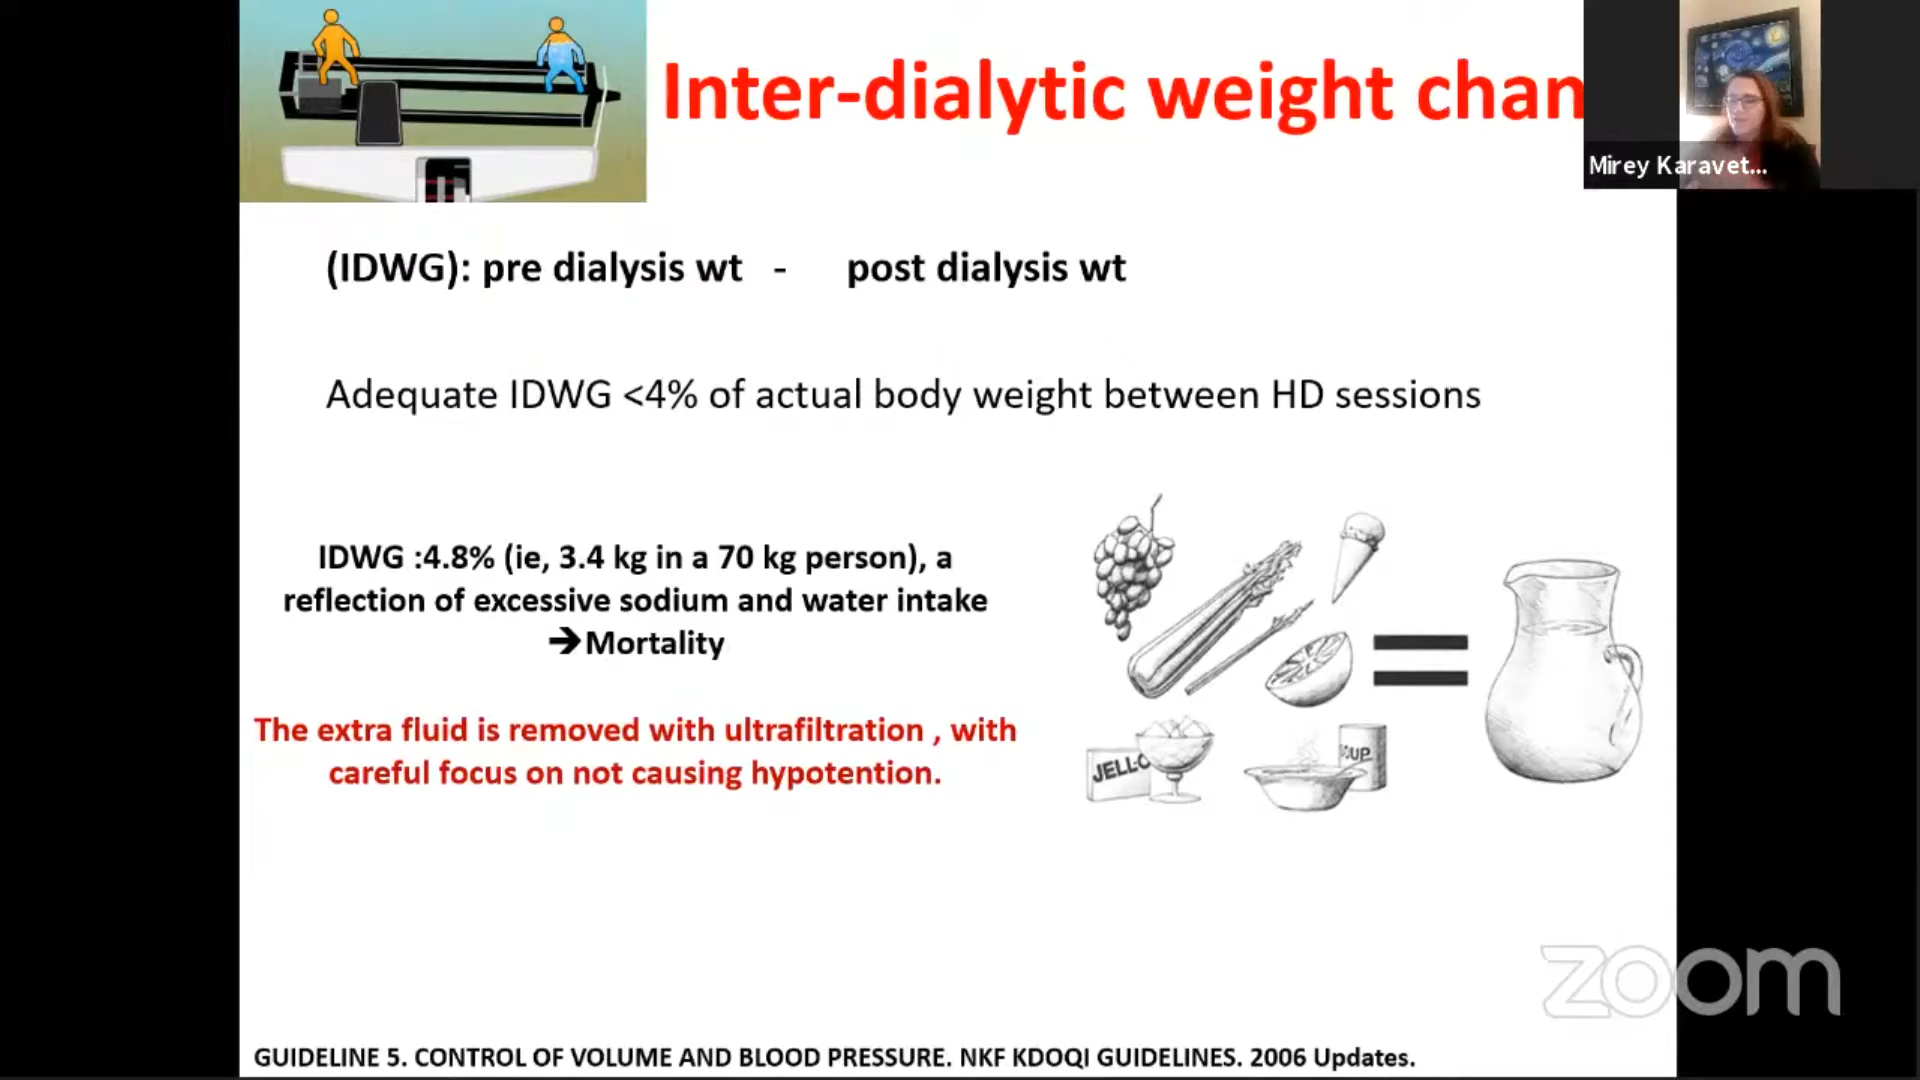 Inter-dialytic weight chan
Mirey Karavet...
(IDWG): pre dialysis wt - post dialysis wt
Adequate IDWG <4% of actual body weight between HD sessions
IDWG :4.8% (ie, 3.4 kg in a 70 kg person), a
reflection of excessive sodium and water intake
➔Mortality
The extra fluid is removed with ultrafiltration , with
careful focus on not causing hypotention.
JELL-O
SOUP
zoom
GUIDELINE 5. CONTROL OF VOLUME AND BLOOD PRESSURE. NKF KDOQI GUIDELINES. 2006 Updates.